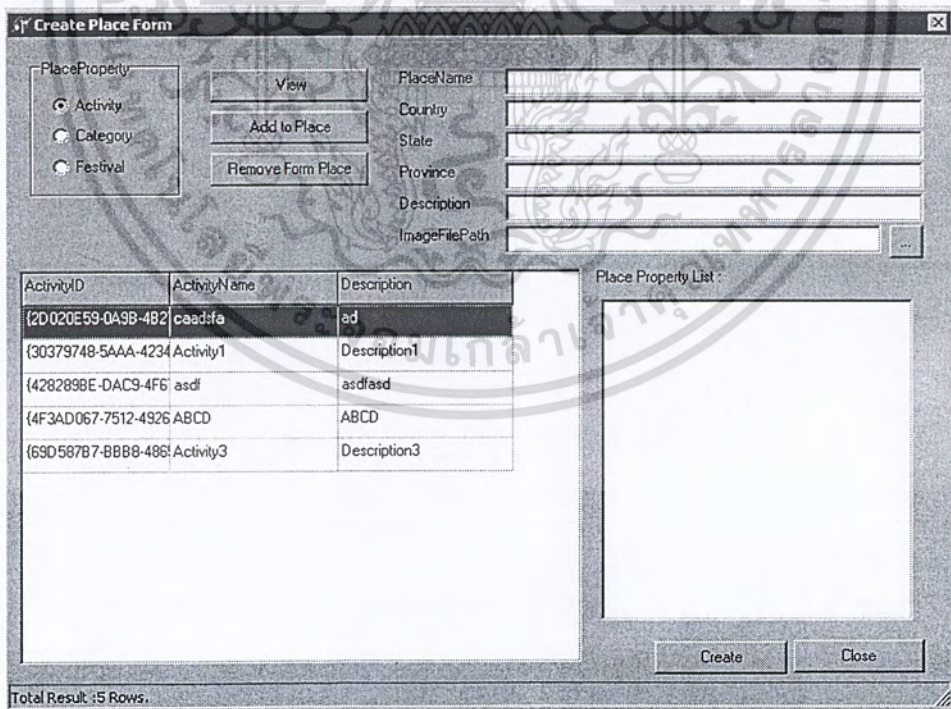 Create Place Form
PlaceProperty
Activity
Category
Festival
View
Add to Place
Remove Form Place
PlaceName
Country
State
Province
Description
ImageFilePath
...
ActivityID ActivityName Description
{2D020E59-0A9B-4B2 caadsfa ad
{30379748-5AAA-4234 Activity1 Description1
{428289BE-DAC9-4F6 asdf asdfasd
{4F3AD067-7512-4926 ABCD ABCD
{69D587B7-BBB8-486 Activity3 Description3
Place Property List :
Create
Close
Total Result :5 Rows.